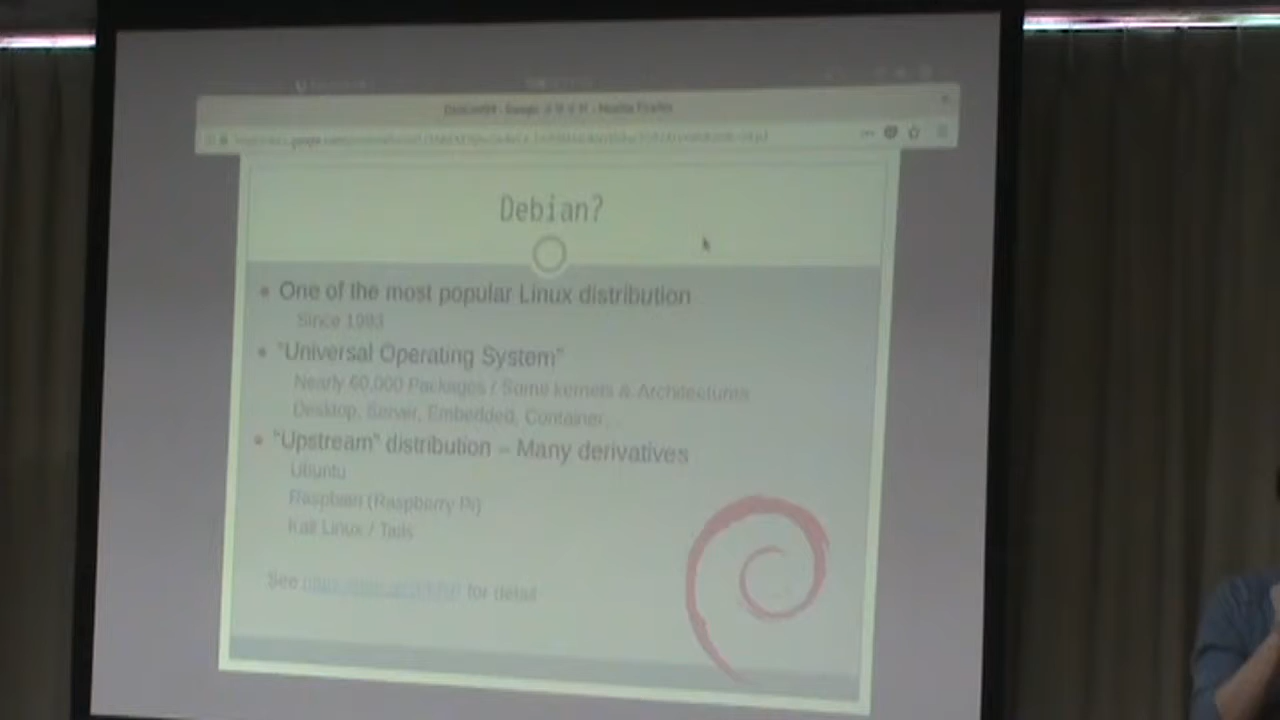 - Mozilla Firefox
Debian?
• One of the most popular Linux distribution
Since 1993
• "Universal Operating System"
Nearly 60,000 Packages / Some kernels & Architectures
Desktop, Server, Embedded, Container, ..
• "Upstream" distribution – Many derivatives
Ubuntu
Raspbian (Raspberry Pi)
Kali Linux / Tails
See for detail